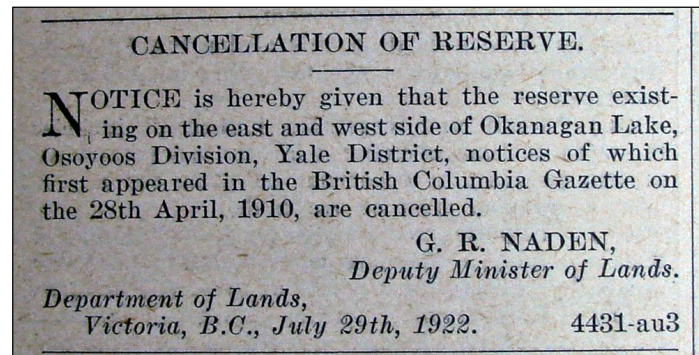 CANCELLATION OF RESERVE.
NOTICE is hereby given that the reserve exist-
ing on the east and west side of Okanagan Lake,
Osoyoos Division, Yale District, notices of which
first appeared in the British Columbia Gazette on
the 28th April, 1910, are cancelled.
G. R. NADEN,
Deputy Minister of Lands.
Department of Lands,
Victoria, B.C., July 29th, 1922. 4431-au3